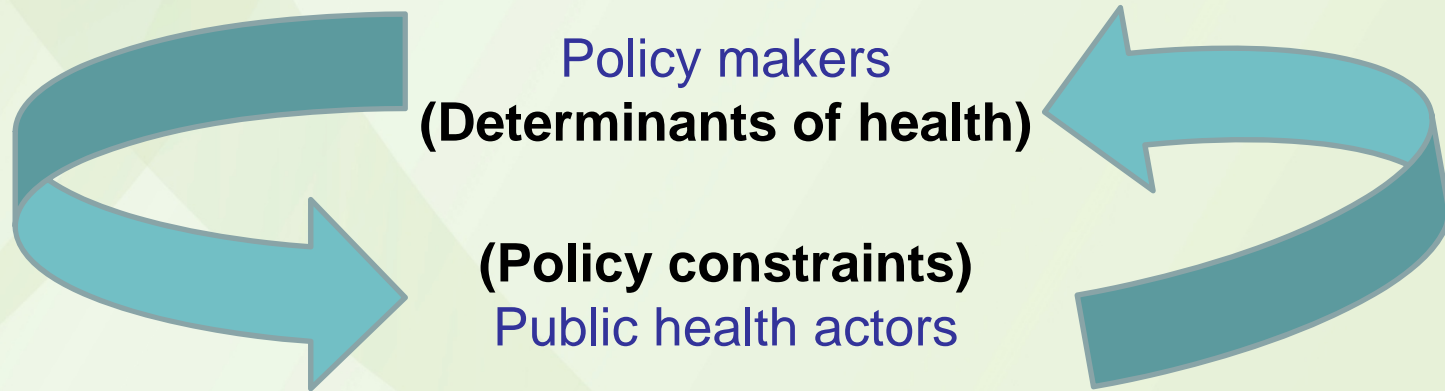 Policy makers
(Determinants of health)
(Policy constraints)
Public health actors